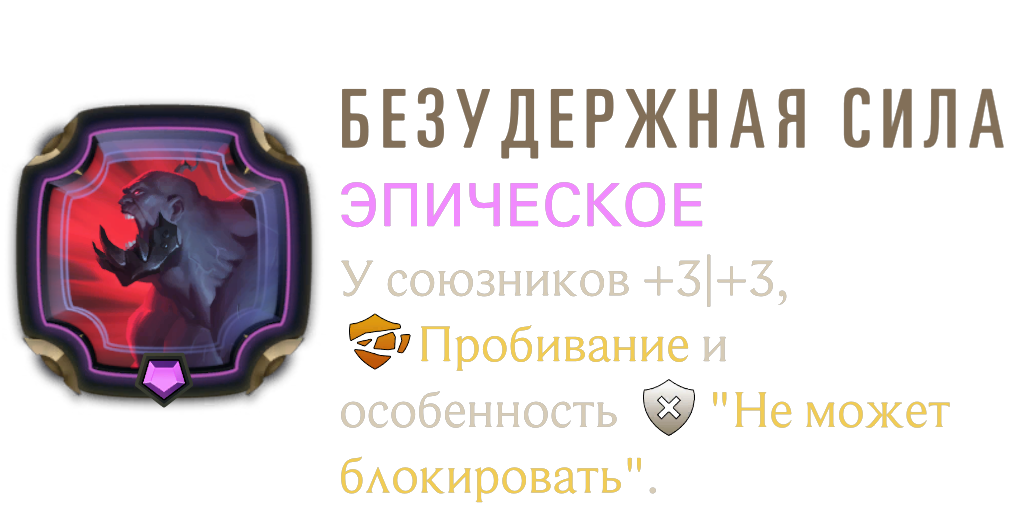 БЕЗУДЕРЖНАЯ СИЛА
ЭПИЧЕСКОЕ
У союзников +3|+3,
Пробивание и
особенность "Не может
блокировать".